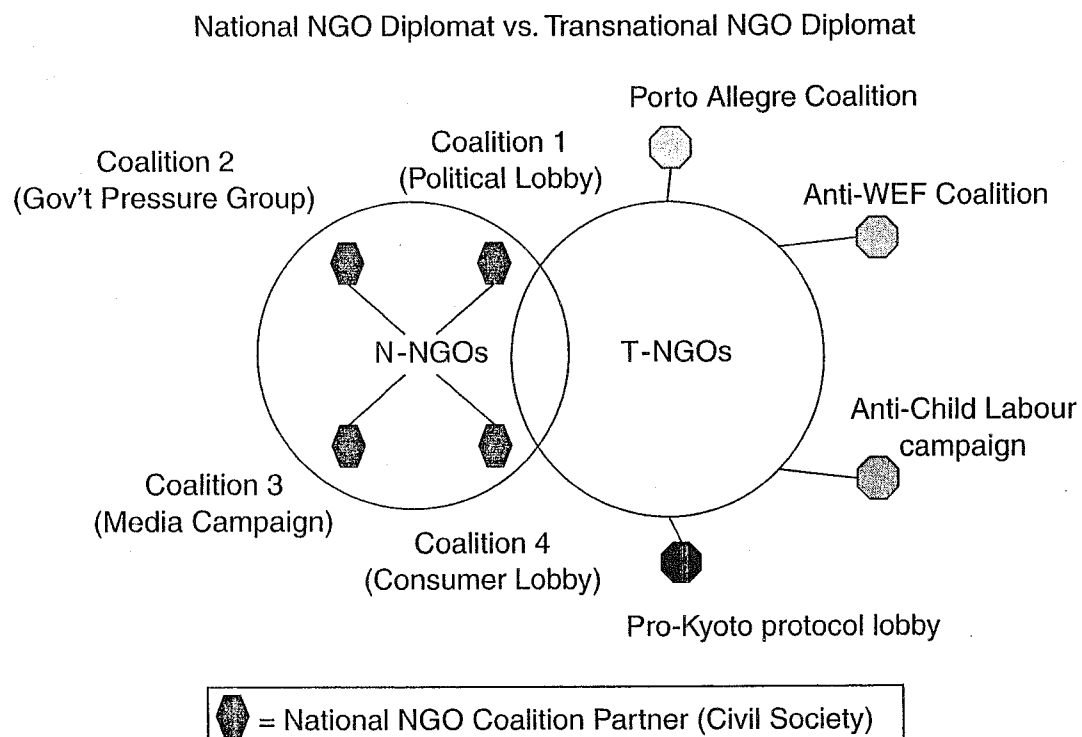 National NGO Diplomat vs. Transnational NGO Diplomat
Porto Allegre Coalition
Coalition 1
(Political Lobby)
Coalition 2
(Gov't Pressure Group)
Anti-WEF Coalition
N-NGOs
T-NGOs
Anti-Child Labour
campaign
Coalition 3
(Media Campaign)
Coalition 4
(Consumer Lobby)
Pro-Kyoto protocol lobby
= National NGO Coalition Partner (Civil Society)